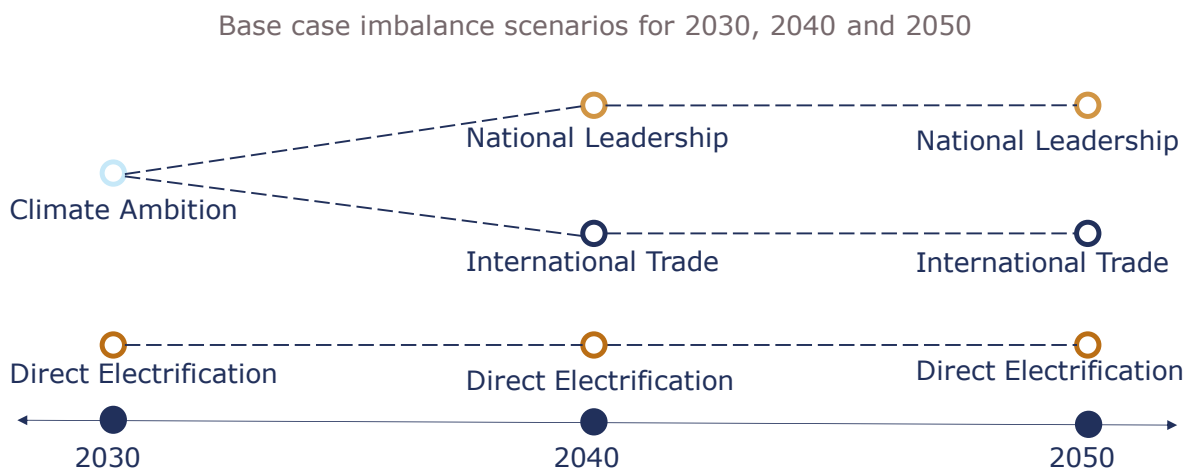 Base case imbalance scenarios for 2030, 2040 and 2050
National Leadership
National Leadership
Climate Ambition
International Trade
International Trade
Direct Electrification
Direct Electrification
Direct Electrification
2030
2040
2050